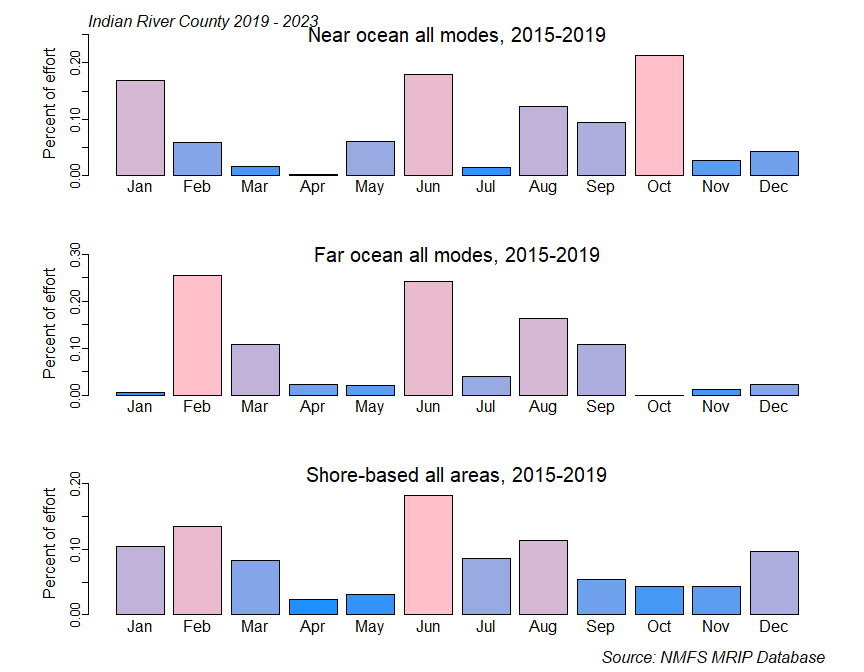 Indian River County 2019 - 2023
Near ocean all modes, 2015-2019
Percent of effort
0.00 0.10 0.20
Jan Feb Mar Apr May Jun Jul Aug Sep Oct Nov Dec
Far ocean all modes, 2015-2019
Percent of effort
0.00 0.10 0.20 0.30
Jan Feb Mar Apr May Jun Jul Aug Sep Oct Nov Dec
Shore-based all areas, 2015-2019
Percent of effort
0.00 0.10 0.20
Jan Feb Mar Apr May Jun Jul Aug Sep Oct Nov Dec
Source: NMFS MRIP Database